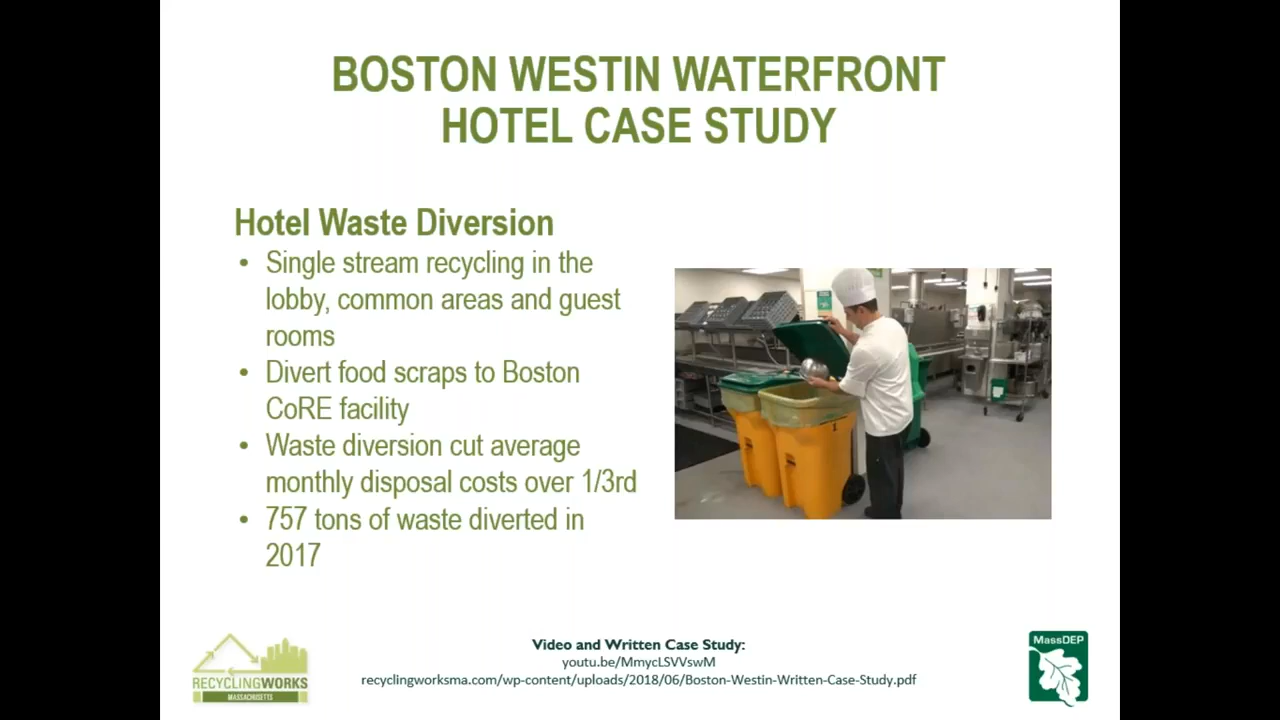 BOSTON WESTIN WATERFRONT
HOTEL CASE STUDY
Hotel Waste Diversion
• Single stream recycling in the
lobby, common areas and guest
rooms
• Divert food scraps to Boston
CoRE facility
• Waste diversion cut average
monthly disposal costs over 1/3rd
• 757 tons of waste diverted in
2017
Video and Written Case Study:
youtu.be/MmycLSVVswM
recyclingworksma.com/wp-content/uploads/2018/06/Boston-Westin-Written-Case-Study.pdf
RECYCLINGWORKS
MASSACHUSETTS
MassDEP